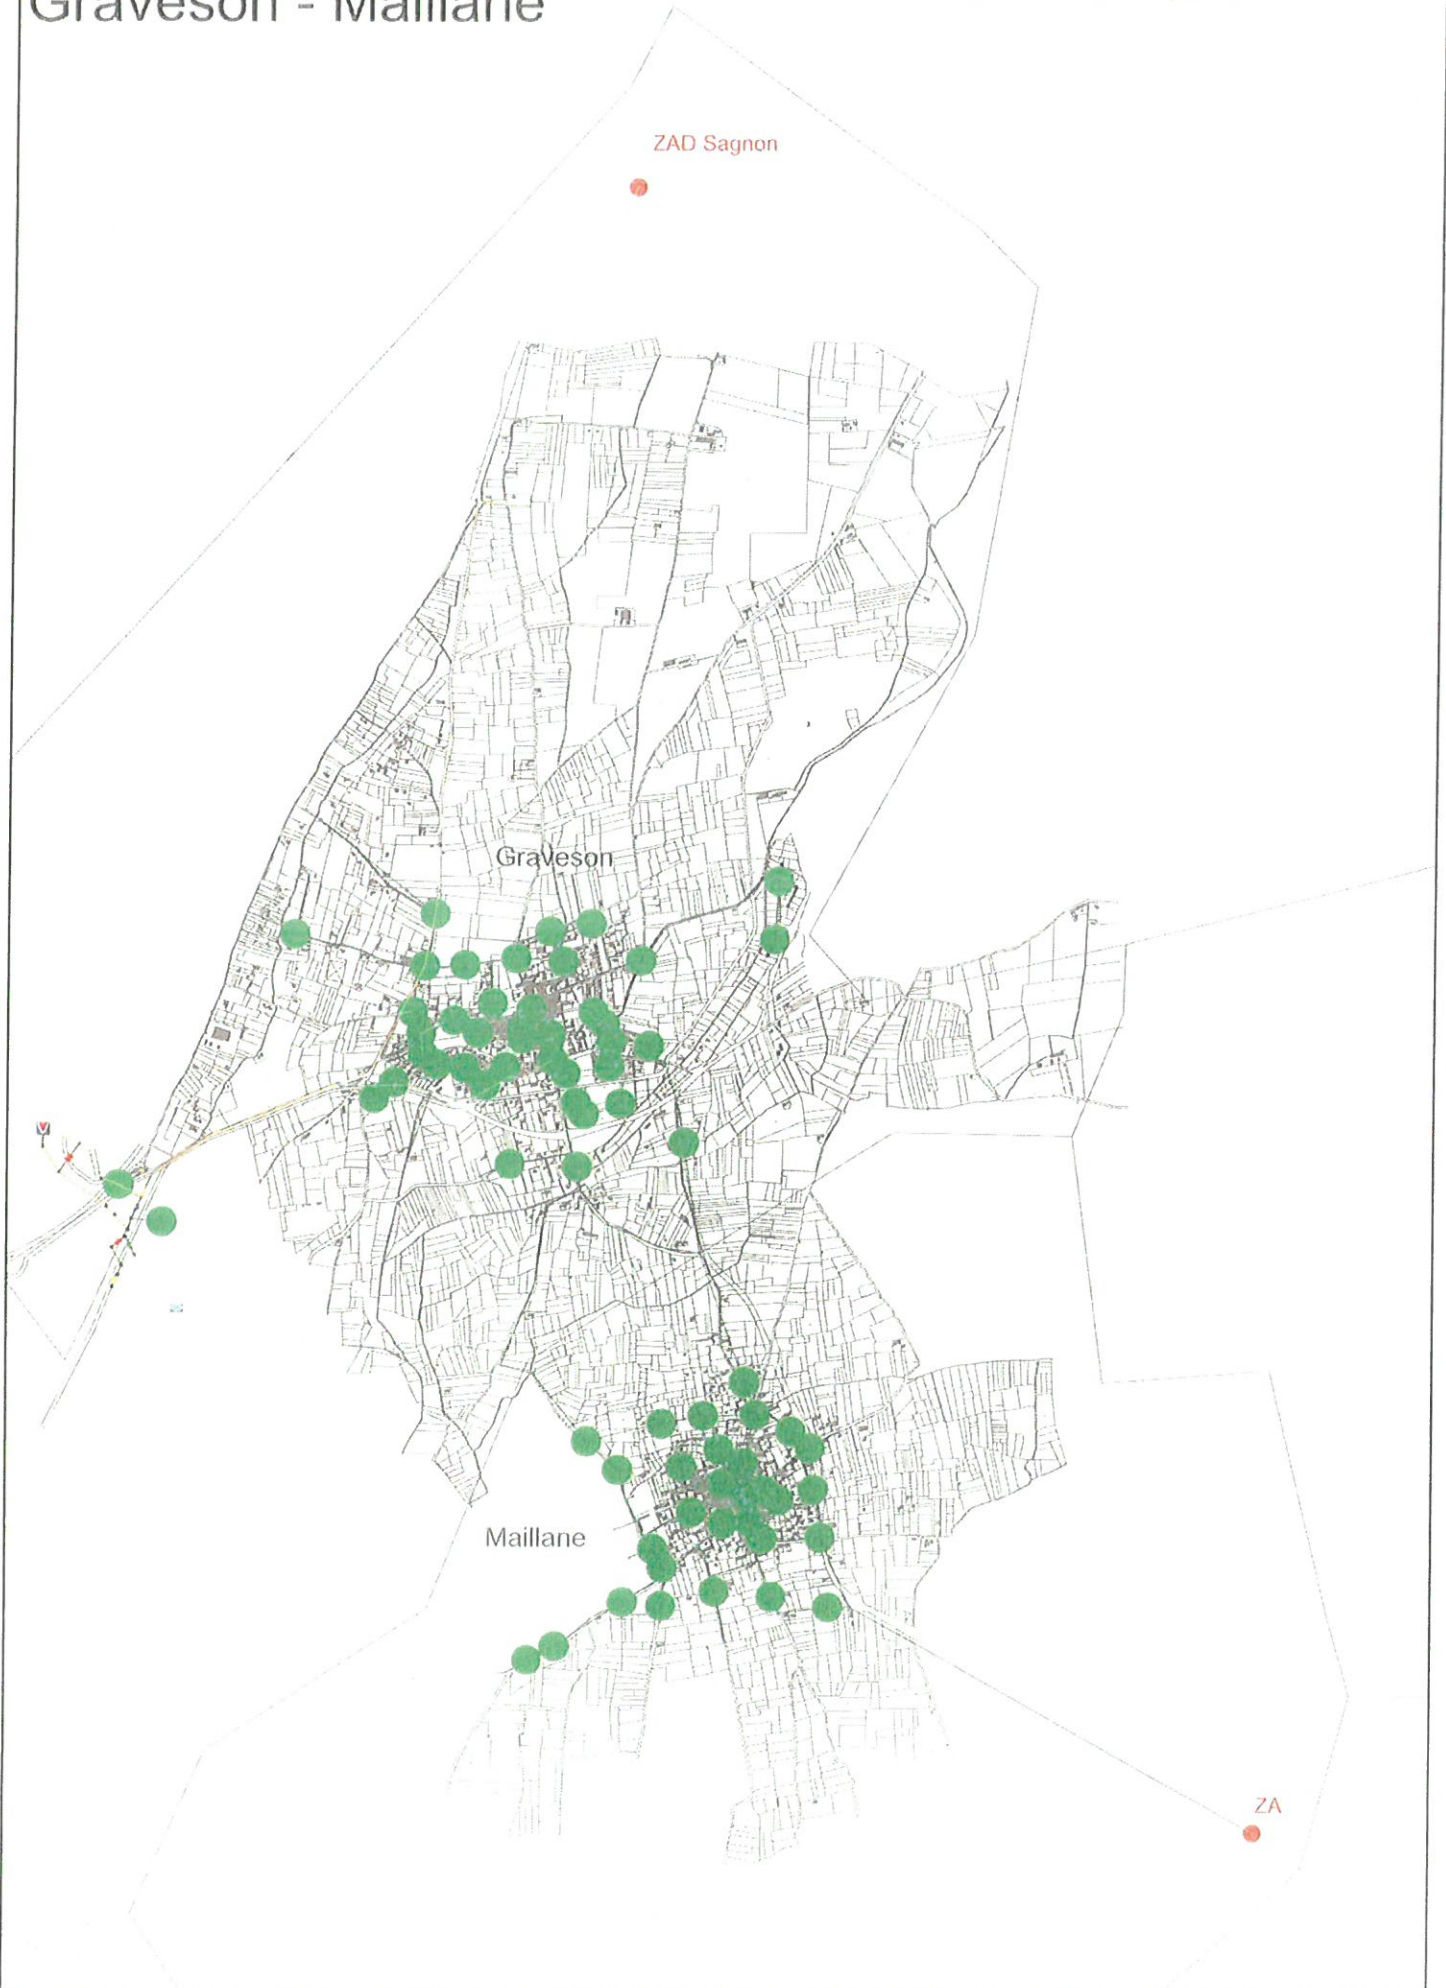 Graveson - Maillane
ZAD Sagnon
Graveson
Maillane
ZA